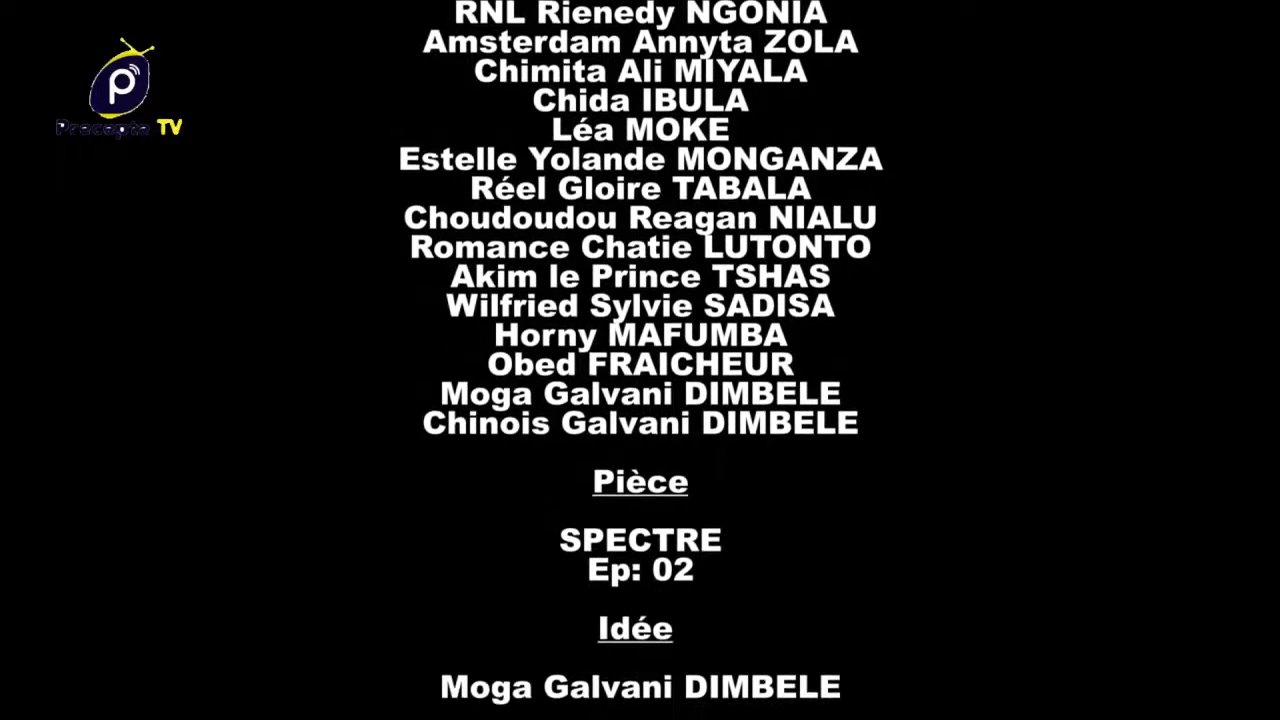 RNL Rienedy NGONIA
Amsterdam Annyta ZOLA
Chimita Ali MIYALA
Chida IBULA
Léa MOKE
Estelle Yolande MONGANZA
Réel Gloire TABALA
Choudoudou Reagan NIALU
Romance Chatie LUTONTO
Akim le Prince TSHAS
Wilfried Sylvie SADISA
Horny MAFUMBA
Obed FRAICHEUR
Moga Galvani DIMBELE
Chinois Galvani DIMBELE
Pièce
SPECTRE
Ep: 02
Idée
Moga Galvani DIMBELE
P
TV